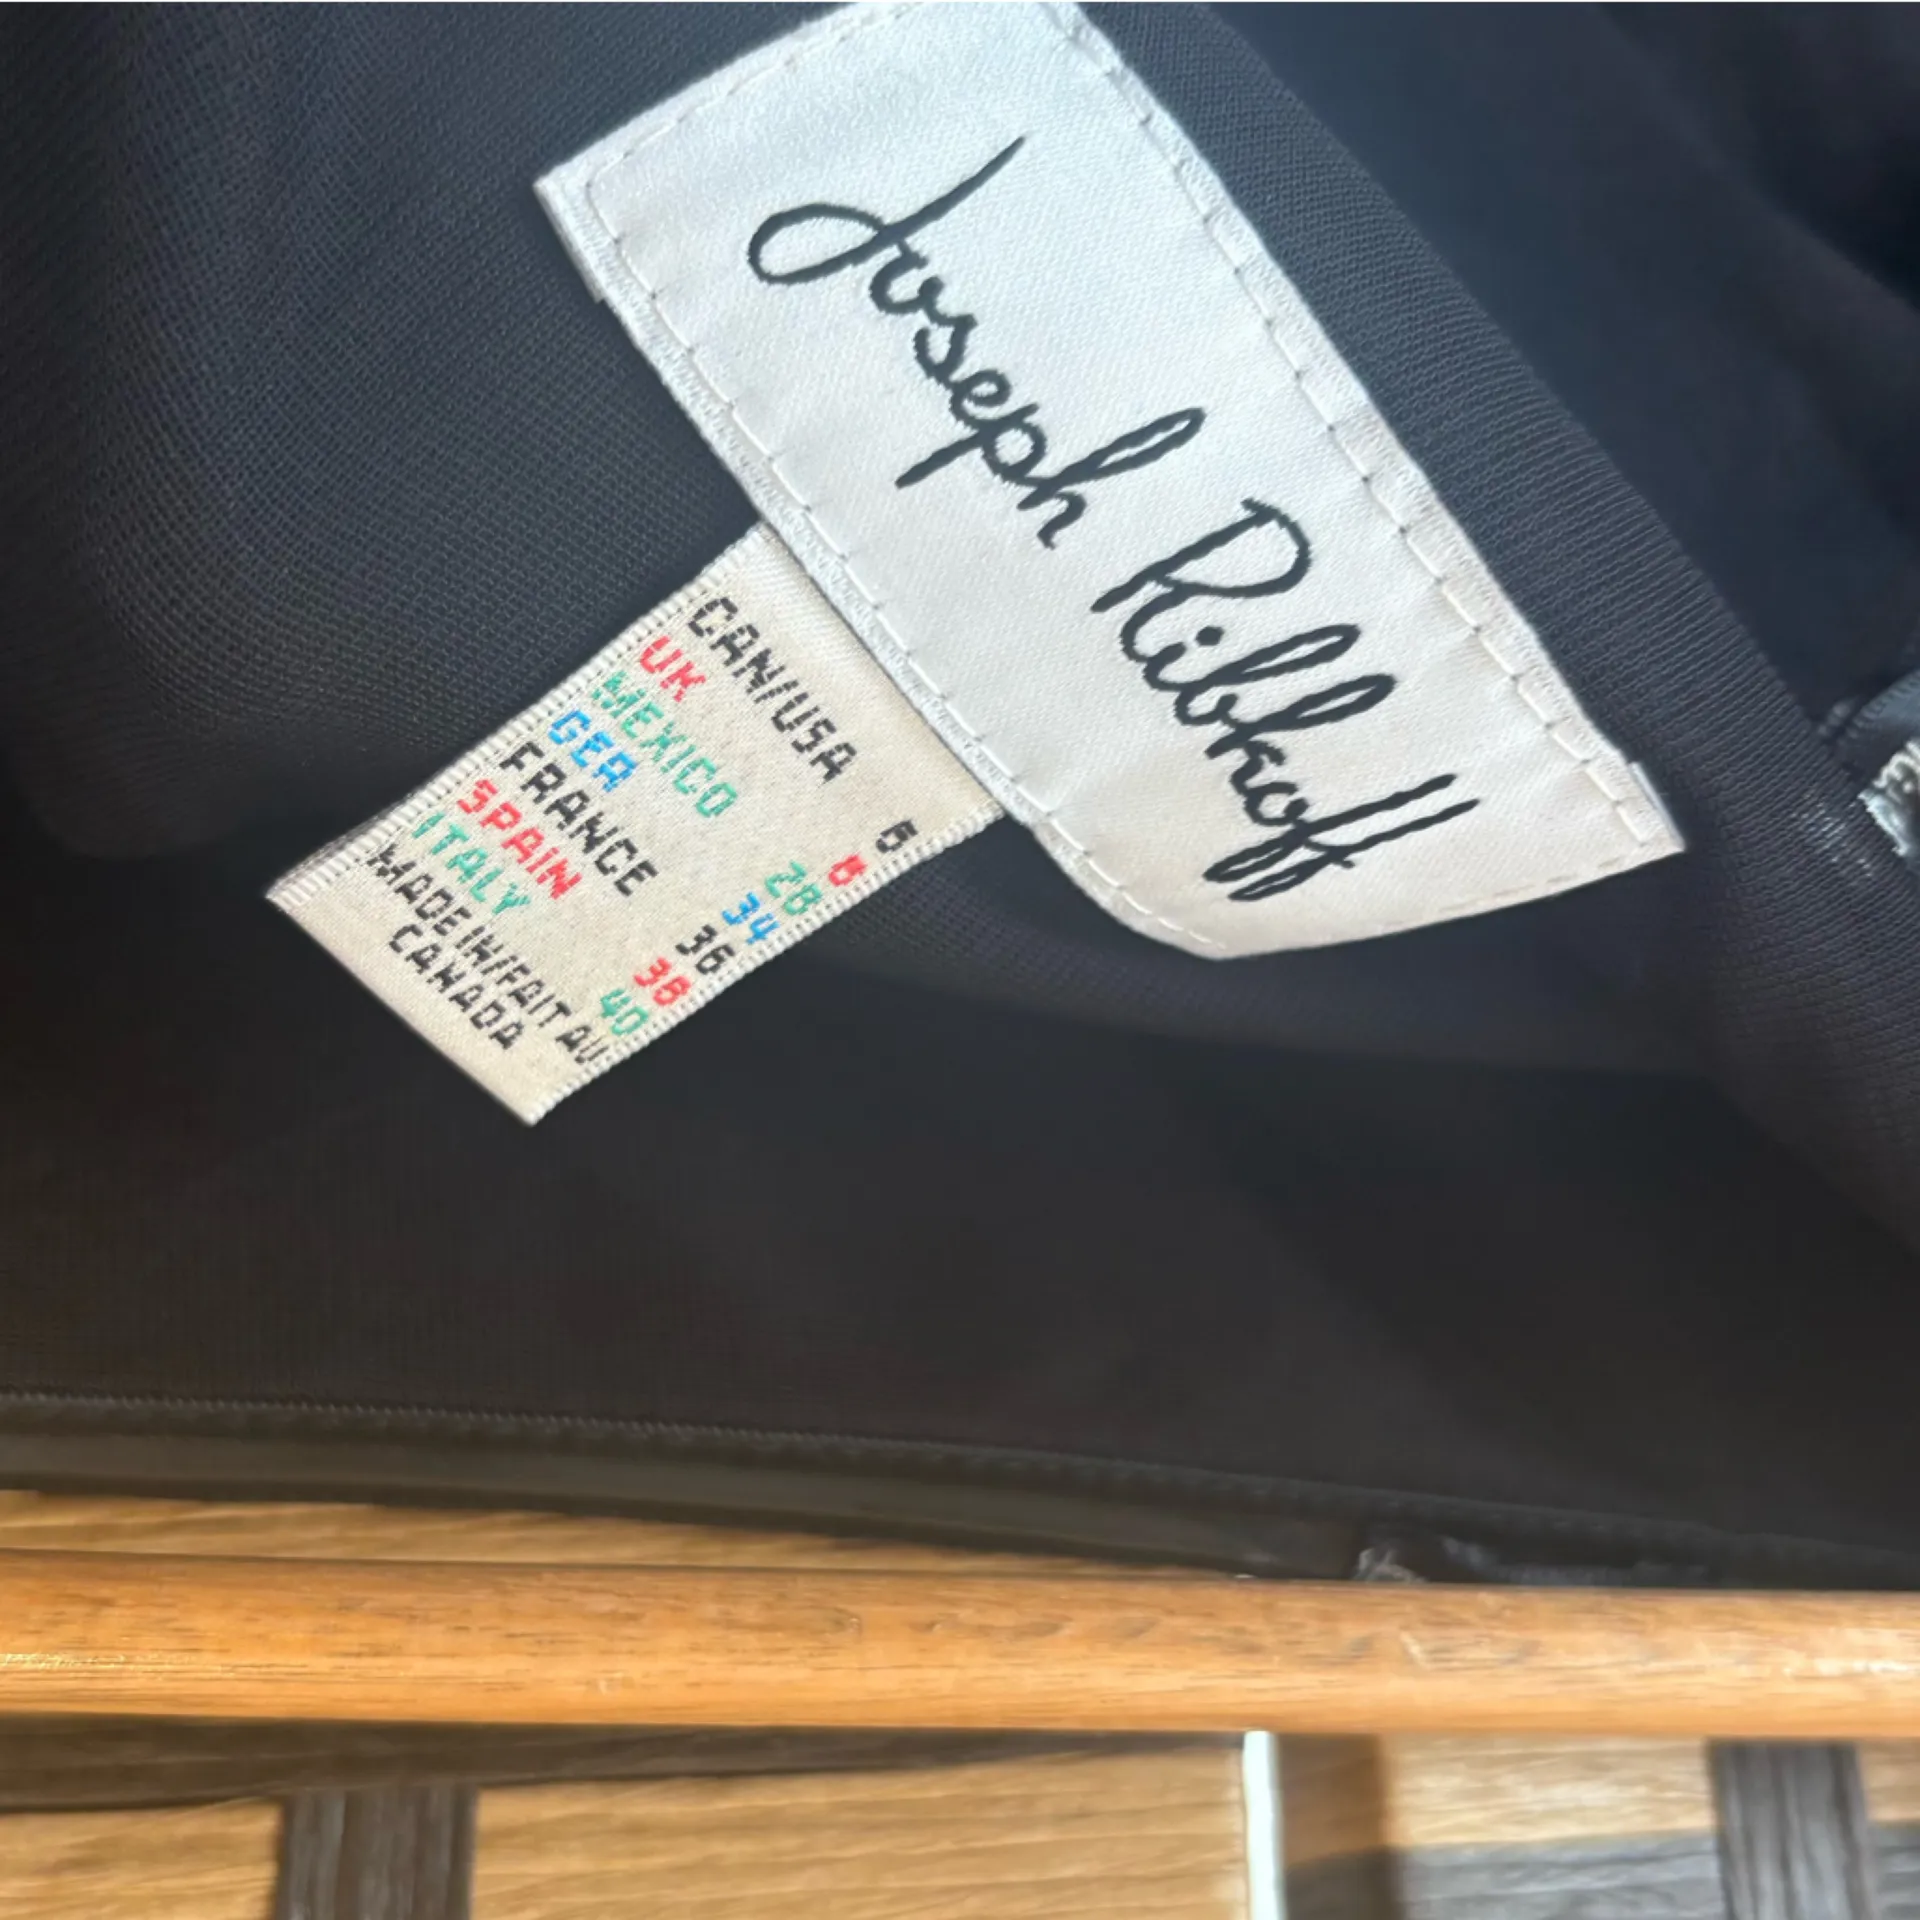 Joseph Ribkoff
CAN/USA 6
UK 8
MEXICO 28
GER 34
FRANCE 36
SPAIN 38
ITALY 40
MADE IN/FAIT AU
CANADA